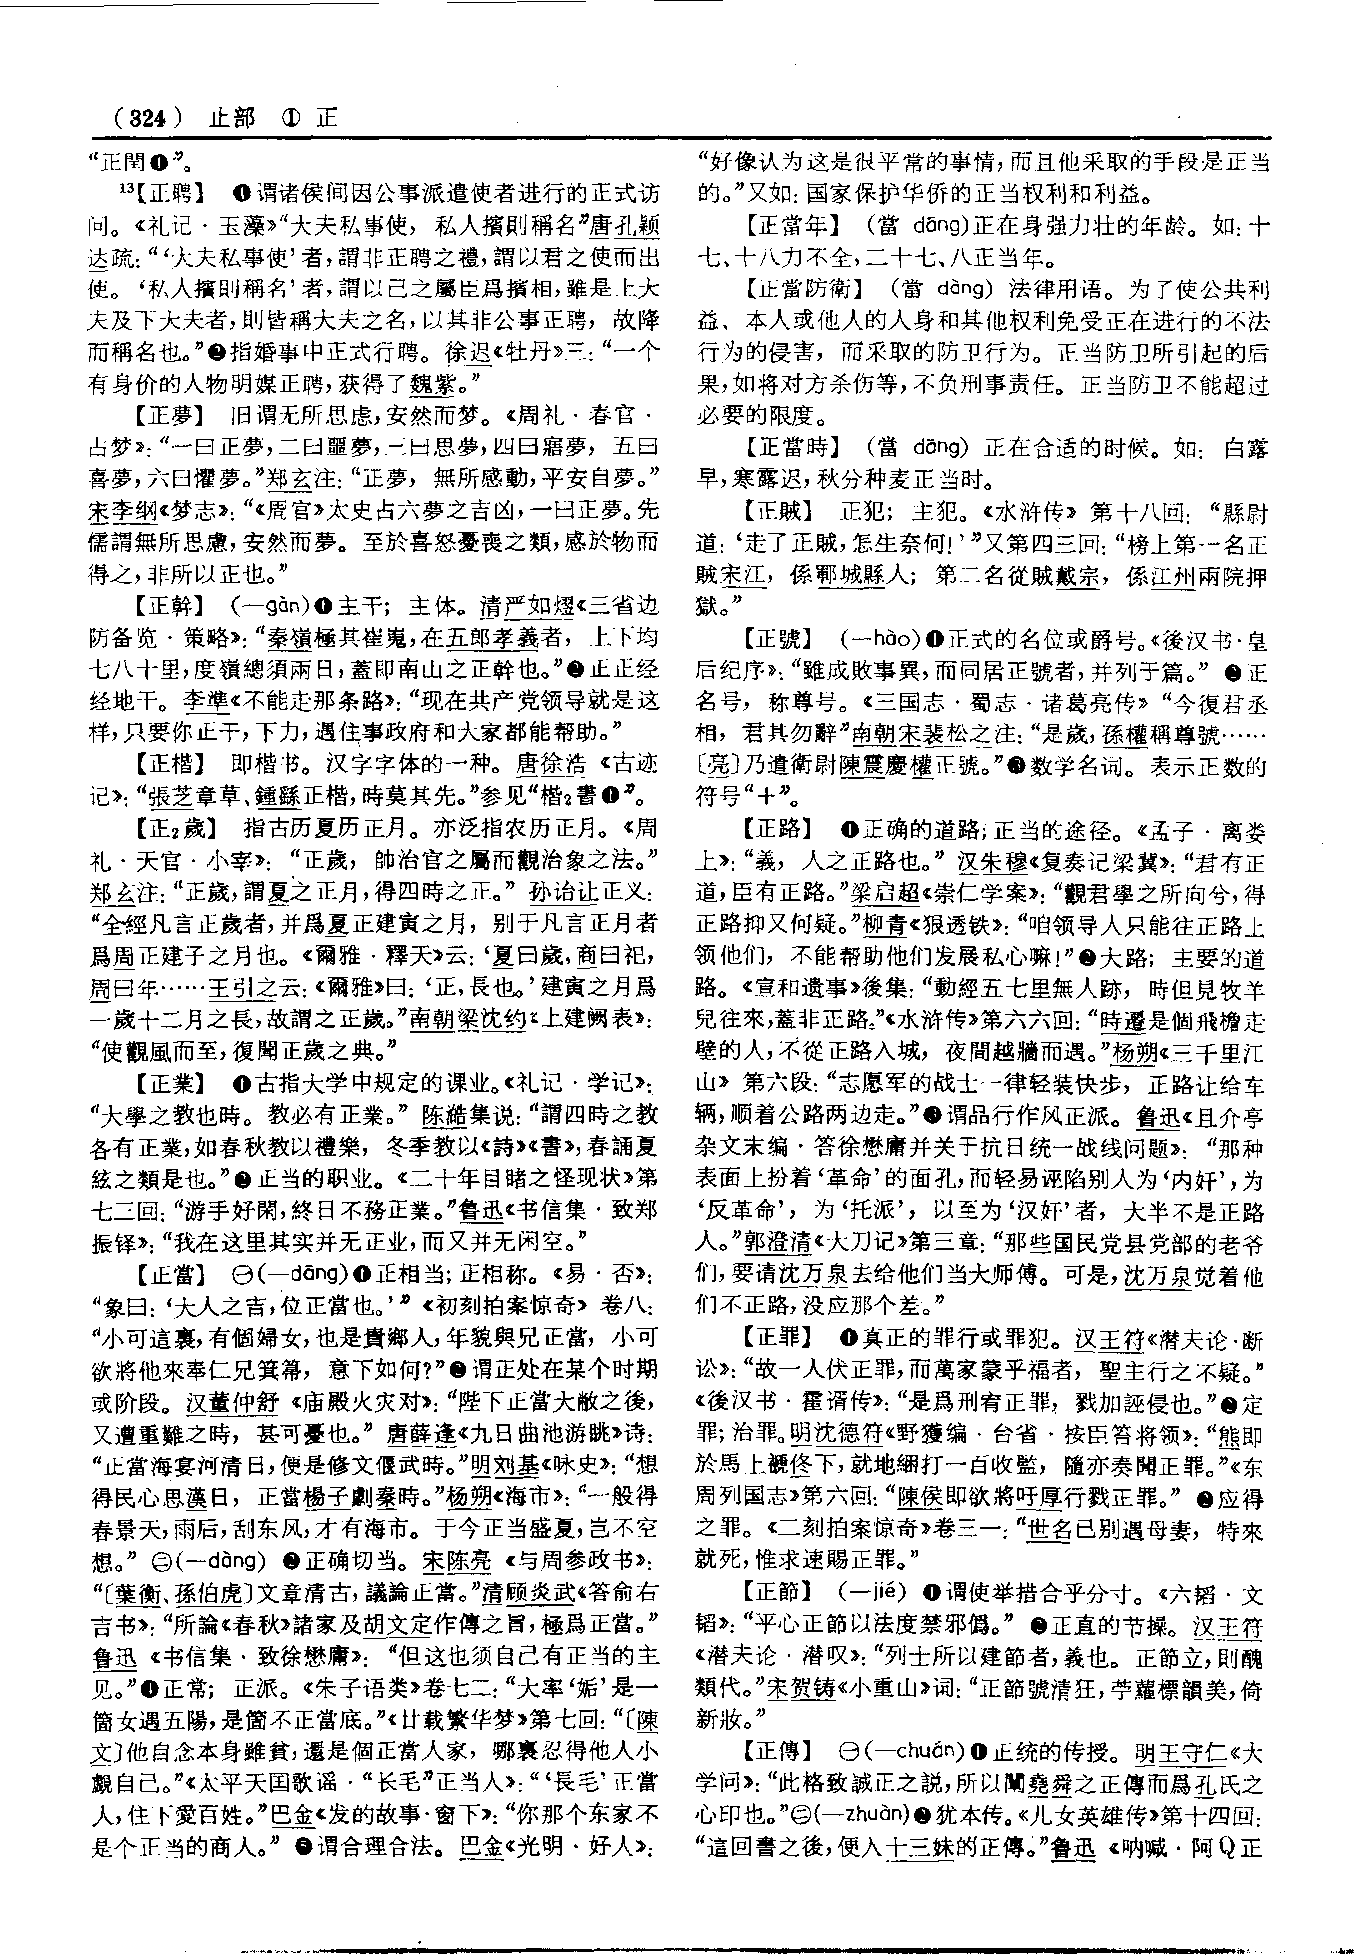 (324) 止部 ① 正
“正閏❶”。
¹³【正聘】 ❶谓诸侯间因公事派遣使者进行的正式访
问。《礼记·玉藻》“大夫私事使，私人擯則稱名”唐孔颖
达疏：“‘大夫私事使’者，謂非正聘之禮，謂以君之使而出
使。‘私人擯則稱名’者，謂以己之屬臣爲擯相，雖是上大
夫及下大夫者，則皆稱大夫之名，以其非公事正聘，故降
而稱名也。”❷指婚事中正式行聘。徐迟《牡丹》三：“一个
有身价的人物明媒正聘，获得了魏紫。”
【正夢】 旧谓无所思虑，安然而梦。《周礼·春官·
占梦》：“一曰正夢，二曰噩夢，三曰思夢，四曰寤夢，五曰
喜夢，六曰懼夢。”郑玄注：“正夢，無所感動，平安自夢。”
宋李纲《梦志》：“《周官》太史占六夢之吉凶，一曰正夢。先
儒謂無所思慮，安然而夢。至於喜怒憂喪之類，感於物而
得之，非所以正也。”
【正幹】 (一gàn)❶主干；主体。清严如熤《三省边
防备览·策略》：“秦嶺極其崔嵬，在五郎孝義者，上下均
七八十里，度嶺總須兩日，蓋即南山之正幹也。”❷正正经
经地干。李凖《不能走那条路》：“现在共产党领导就是这
样，只要你正干，下力，遇住事政府和大家都能帮助。”
【正楷】 即楷书。汉字字体的一种。唐徐浩《古迹
记》：“張芝章草、鍾繇正楷，時莫其先。”参见“楷₂書❶”。
【正₂歲】 指古历夏历正月。亦泛指农历正月。《周
礼·天官·小宰》：“正歲，帥治官之屬而觀治象之法。”
郑玄注：“正歲，謂夏之正月，得四時之正。”孙诒让正义：
“全經凡言正歲者，并爲夏正建寅之月，别于凡言正月者
爲周正建子之月也。《爾雅·釋天》云：‘夏曰歲，商曰祀，
周曰年……王引之云：《爾雅》曰：‘正，長也。’建寅之月爲
一歲十二月之長，故謂之正歲。”南朝梁沈约《上建阙表》：
“使觀風而至，復聞正歲之典。”
【正業】 ❶古指大学中规定的课业。《礼记·学记》：
“大學之教也時。教必有正業。”陈澔集说：“謂四時之教
各有正業，如春秋教以禮樂，冬季教以《詩》《書》，春誦夏
絃之類是也。”❷正当的职业。《二十年目睹之怪现状》第
七三回：“游手好閑，終日不務正業。”鲁迅《书信集·致郑
振铎》：“我在这里其实并无正业，而又并无闲空。”
【正當】 ㊀(一dāng)❶正相当；正相称。《易·否》：
“象曰：‘大人之吉，位正當也。’”《初刻拍案惊奇》卷八：
“小可這裏，有個婦女，也是貴鄉人，年貌與兄正當，小可
欲將他來奉仁兄箕帚，意下如何?”❷谓正处在某个时期
或阶段。汉董仲舒《庙殿火灾对》：“陛下正當大敝之後，
又遭重難之時，甚可憂也。”唐薛逢《九日曲池游眺》诗：
“正當海宴河清日，便是修文偃武時。”明刘基《咏史》：“想
得民心思漢日，正當楊子劇秦時。”杨朔《海市》：“一般得
春景天，雨后，刮东风，才有海市。于今正当盛夏，岂不空
想。”㊁(一dàng) ❸正确切当。宋陈亮《与周参政书》：
“〔葉衡、孫伯虎〕文章清古，議論正當。”清顾炎武《答俞右
吉书》：“所論《春秋》諸家及胡文定作傳之旨，極爲正當。”
鲁迅《书信集·致徐懋庸》：“但这也须自己有正当的主
见。”❹正常；正派。《朱子语类》卷七二：“大率‘姤’是一
箇女遇五陽，是箇不正當底。”《廿载繁华梦》第七回：“〔陳
文〕他自念本身雖貧，還是個正當人家，哪裏忍得他人小
覷自己。”《太平天囯歌谣·“长毛”正当人》：“‘長毛’正當
人，住下愛百姓。”巴金《发的故事·窗下》：“你那个东家不
是个正当的商人。”❺谓合理合法。巴金《光明·好人》：
“好像认为这是很平常的事情，而且他采取的手段是正当
的。”又如：国家保护华侨的正当权利和利益。
【正當年】 (當 dāng)正在身强力壮的年龄。如：十
七、十八力不全，二十七、八正当年。
【正當防衛】 (當 dàng) 法律用语。为了使公共利
益、本人或他人的人身和其他权利免受正在进行的不法
行为的侵害，而采取的防卫行为。正当防卫所引起的后
果，如将对方杀伤等，不负刑事责任。正当防卫不能超过
必要的限度。
【正當時】 (當 dāng) 正在合适的时候。如：白露
早，寒露迟，秋分种麦正当时。
【正賊】 正犯；主犯。《水浒传》第十八回：“縣尉
道：‘走了正賊，怎生奈何!’”又第四三回：“榜上第一名正
賊宋江，係鄆城縣人；第二名從賊戴宗，係江州兩院押
獄。”
【正號】 (一hào)❶正式的名位或爵号。《後汉书·皇
后纪序》：“雖成敗事異，而同居正號者，并列于篇。”❷正
名号，称尊号。《三国志·蜀志·诸葛亮传》“今復君丞
相，君其勿辭”南朝宋裴松之注：“是歲，孫權稱尊號……
〔亮〕乃遣衛尉陳震慶權正號。”❸数学名词。表示正数的
符号“＋”。
【正路】 ❶正确的道路；正当的途径。《孟子·离娄
上》：“義，人之正路也。”汉朱穆《复奏记梁冀》：“君有正
道，臣有正路。”梁启超《崇仁学案》：“觀君學之所向兮，得
正路抑又何疑。”柳青《狠透铁》：“咱领导人只能往正路上
领他们，不能帮助他们发展私心嘛!”❷大路；主要的道
路。《宣和遗事》後集：“動經五七里無人跡，時但見牧羊
兒往來，蓋非正路。”《水浒传》第六六回：“時遷是個飛檐走
壁的人，不從正路入城，夜間越牆而過。”杨朔《三千里江
山》第六段：“志愿军的战士一律轻装快步，正路让给车
辆，顺着公路两边走。”❸谓品行作风正派。鲁迅《且介亭
杂文末编·答徐懋庸并关于抗日统一战线问题》：“那种
表面上扮着‘革命’的面孔，而轻易诬陷别人为‘内奸’，为
‘反革命’，为‘托派’，以至为‘汉奸’者，大半不是正路
人。”郭澄清《大刀记》第三章：“那些国民党县党部的老爷
们，要请沈万泉去给他们当大师傅。可是，沈万泉觉着他
们不正路，没应那个差。”
【正罪】 ❶真正的罪行或罪犯。汉王符《潜夫论·断
讼》：“故一人伏正罪，而萬家蒙乎福者，聖主行之不疑。”
《後汉书·霍谞传》：“是爲刑宥正罪，戮加誣侵也。”❷定
罪；治罪。明沈德符《野獲编·台省·按臣笞将领》：“熊即
於馬上褫佟下，就地綑打一百收監，隨亦奏聞正罪。”《东
周列国志》第六回：“陳侯即欲將吁厚行戮正罪。”❸应得
之罪。《二刻拍案惊奇》卷三一：“世名已别過母妻，特來
就死，惟求速賜正罪。”
【正節】 (一jié) ❶谓使举措合乎分寸。《六韬·文
韬》：“平心正節以法度禁邪僞。”❷正直的节操。汉王符
《潜夫论·潜叹》：“列士所以建節者，義也。正節立，則醜
類代。”宋贺铸《小重山》词：“正節號清狂，苧蘿標韻美，倚
新妝。”
【正傳】 ㊀(一chuán)❶正统的传授。明王守仁《大
学问》：“此格致誠正之説，所以闡堯舜之正傳而爲孔氏之
心印也。”㊁(一zhuàn)❷犹本传。《儿女英雄传》第十四回：
“這回書之後，便入十三妹的正傳。”鲁迅《呐喊·阿Q正